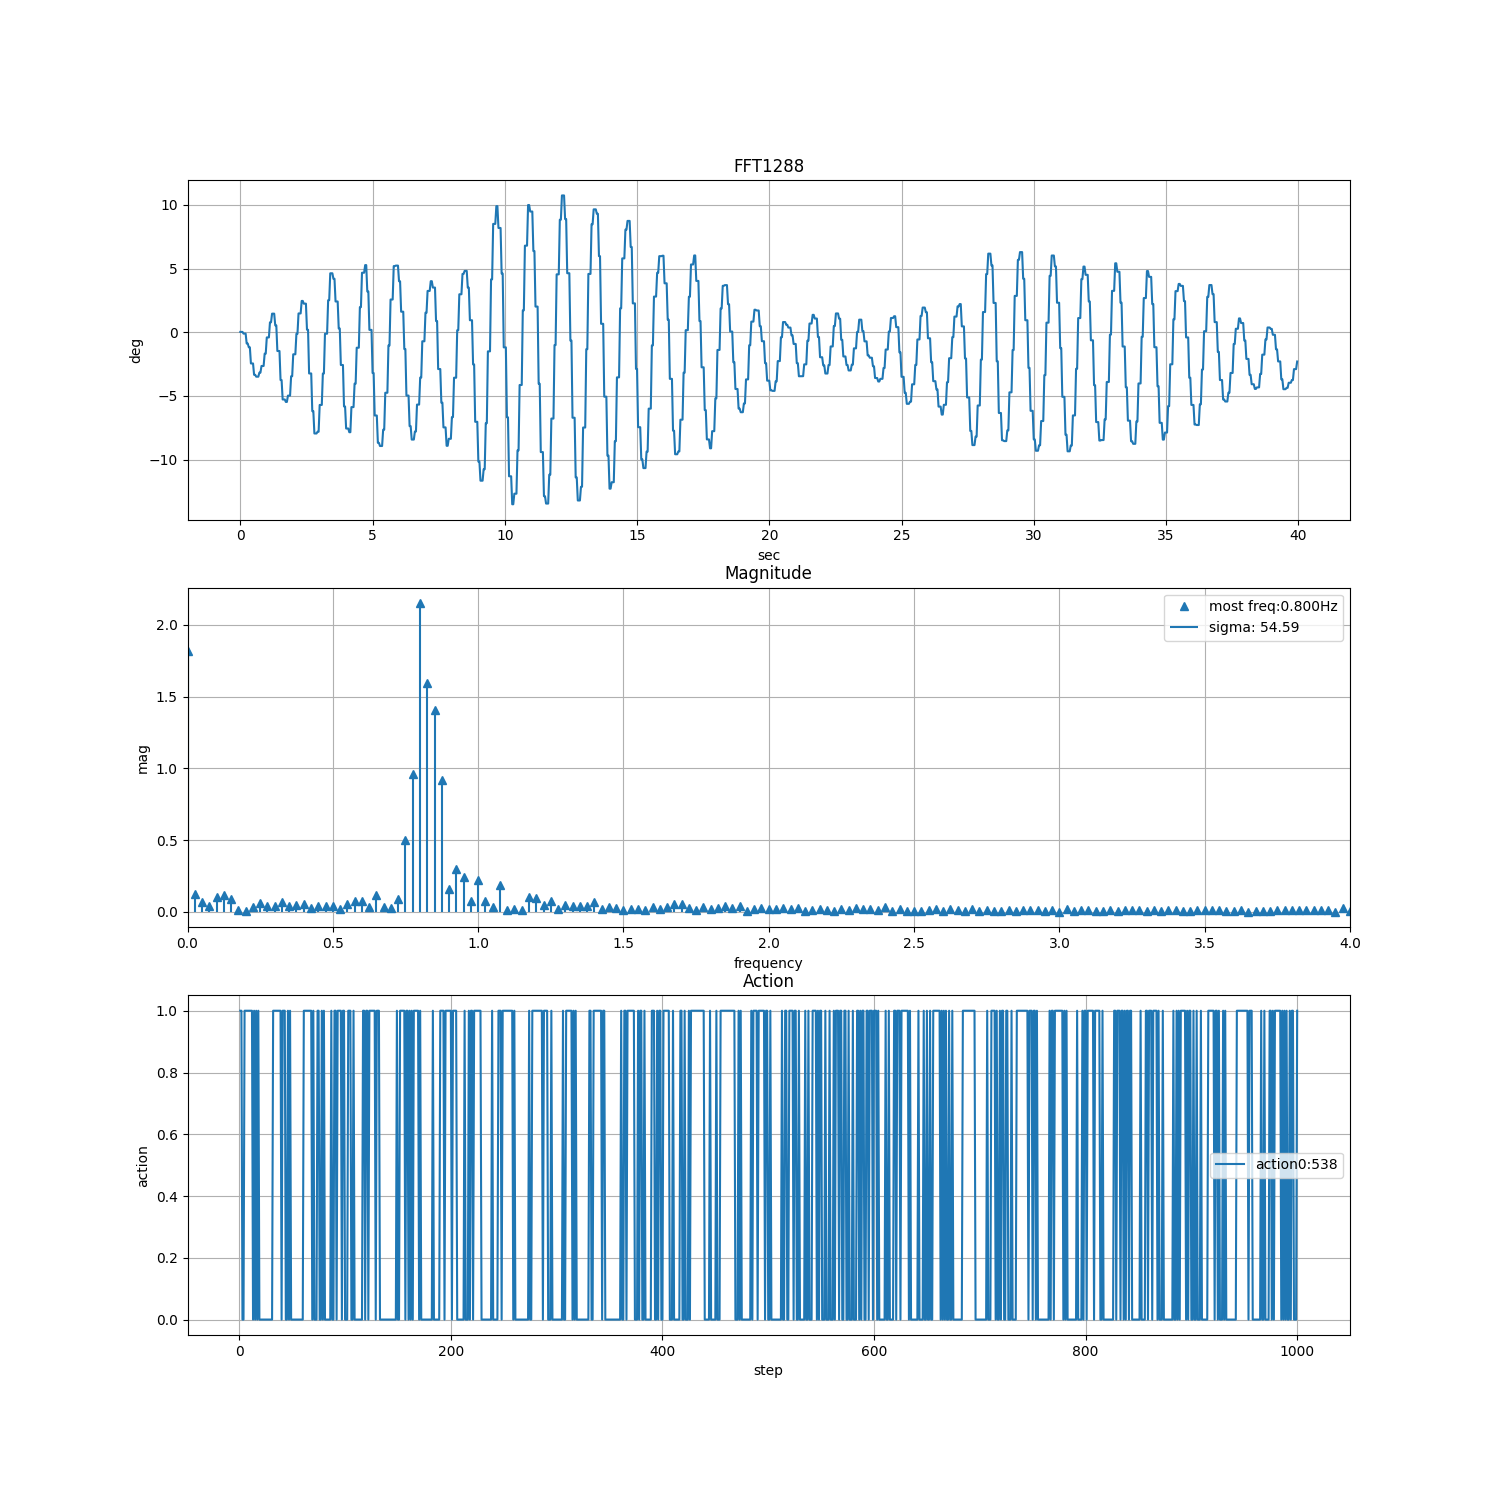 FFT1288
10
5
0
−5
−10
deg
0 5 10 15 20 25 30 35 40
sec
Magnitude
most freq:0.800Hz
sigma: 54.59
2.0
1.5
1.0
0.5
0.0
mag
0.0 0.5 1.0 1.5 2.0 2.5 3.0 3.5 4.0
frequency
Action
1.0
0.8
0.6
0.4
0.2
0.0
action
action0:538
0 200 400 600 800 1000
step